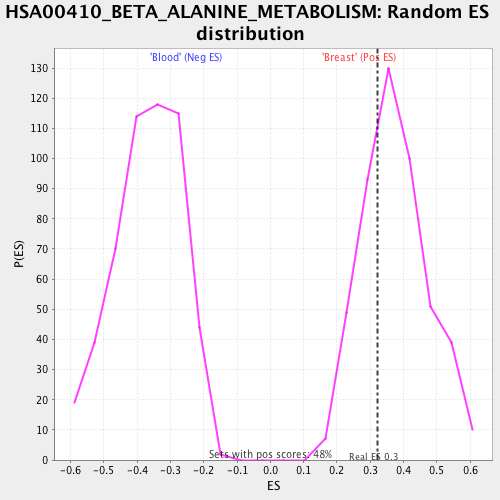 HSA00410_BETA_ALANINE_METABOLISM: Random ES
distribution
'Blood' (Neg ES)
'Breast' (Pos ES)
130
120
110
100
90
80
70
60
50
40
30
20
10
0
P(ES)
Sets with pos scores: 48%
Real ES 0.3
-0.6 -0.5 -0.4 -0.3 -0.2 -0.1 0.0 0.1 0.2 0.3 0.4 0.5 0.6
ES